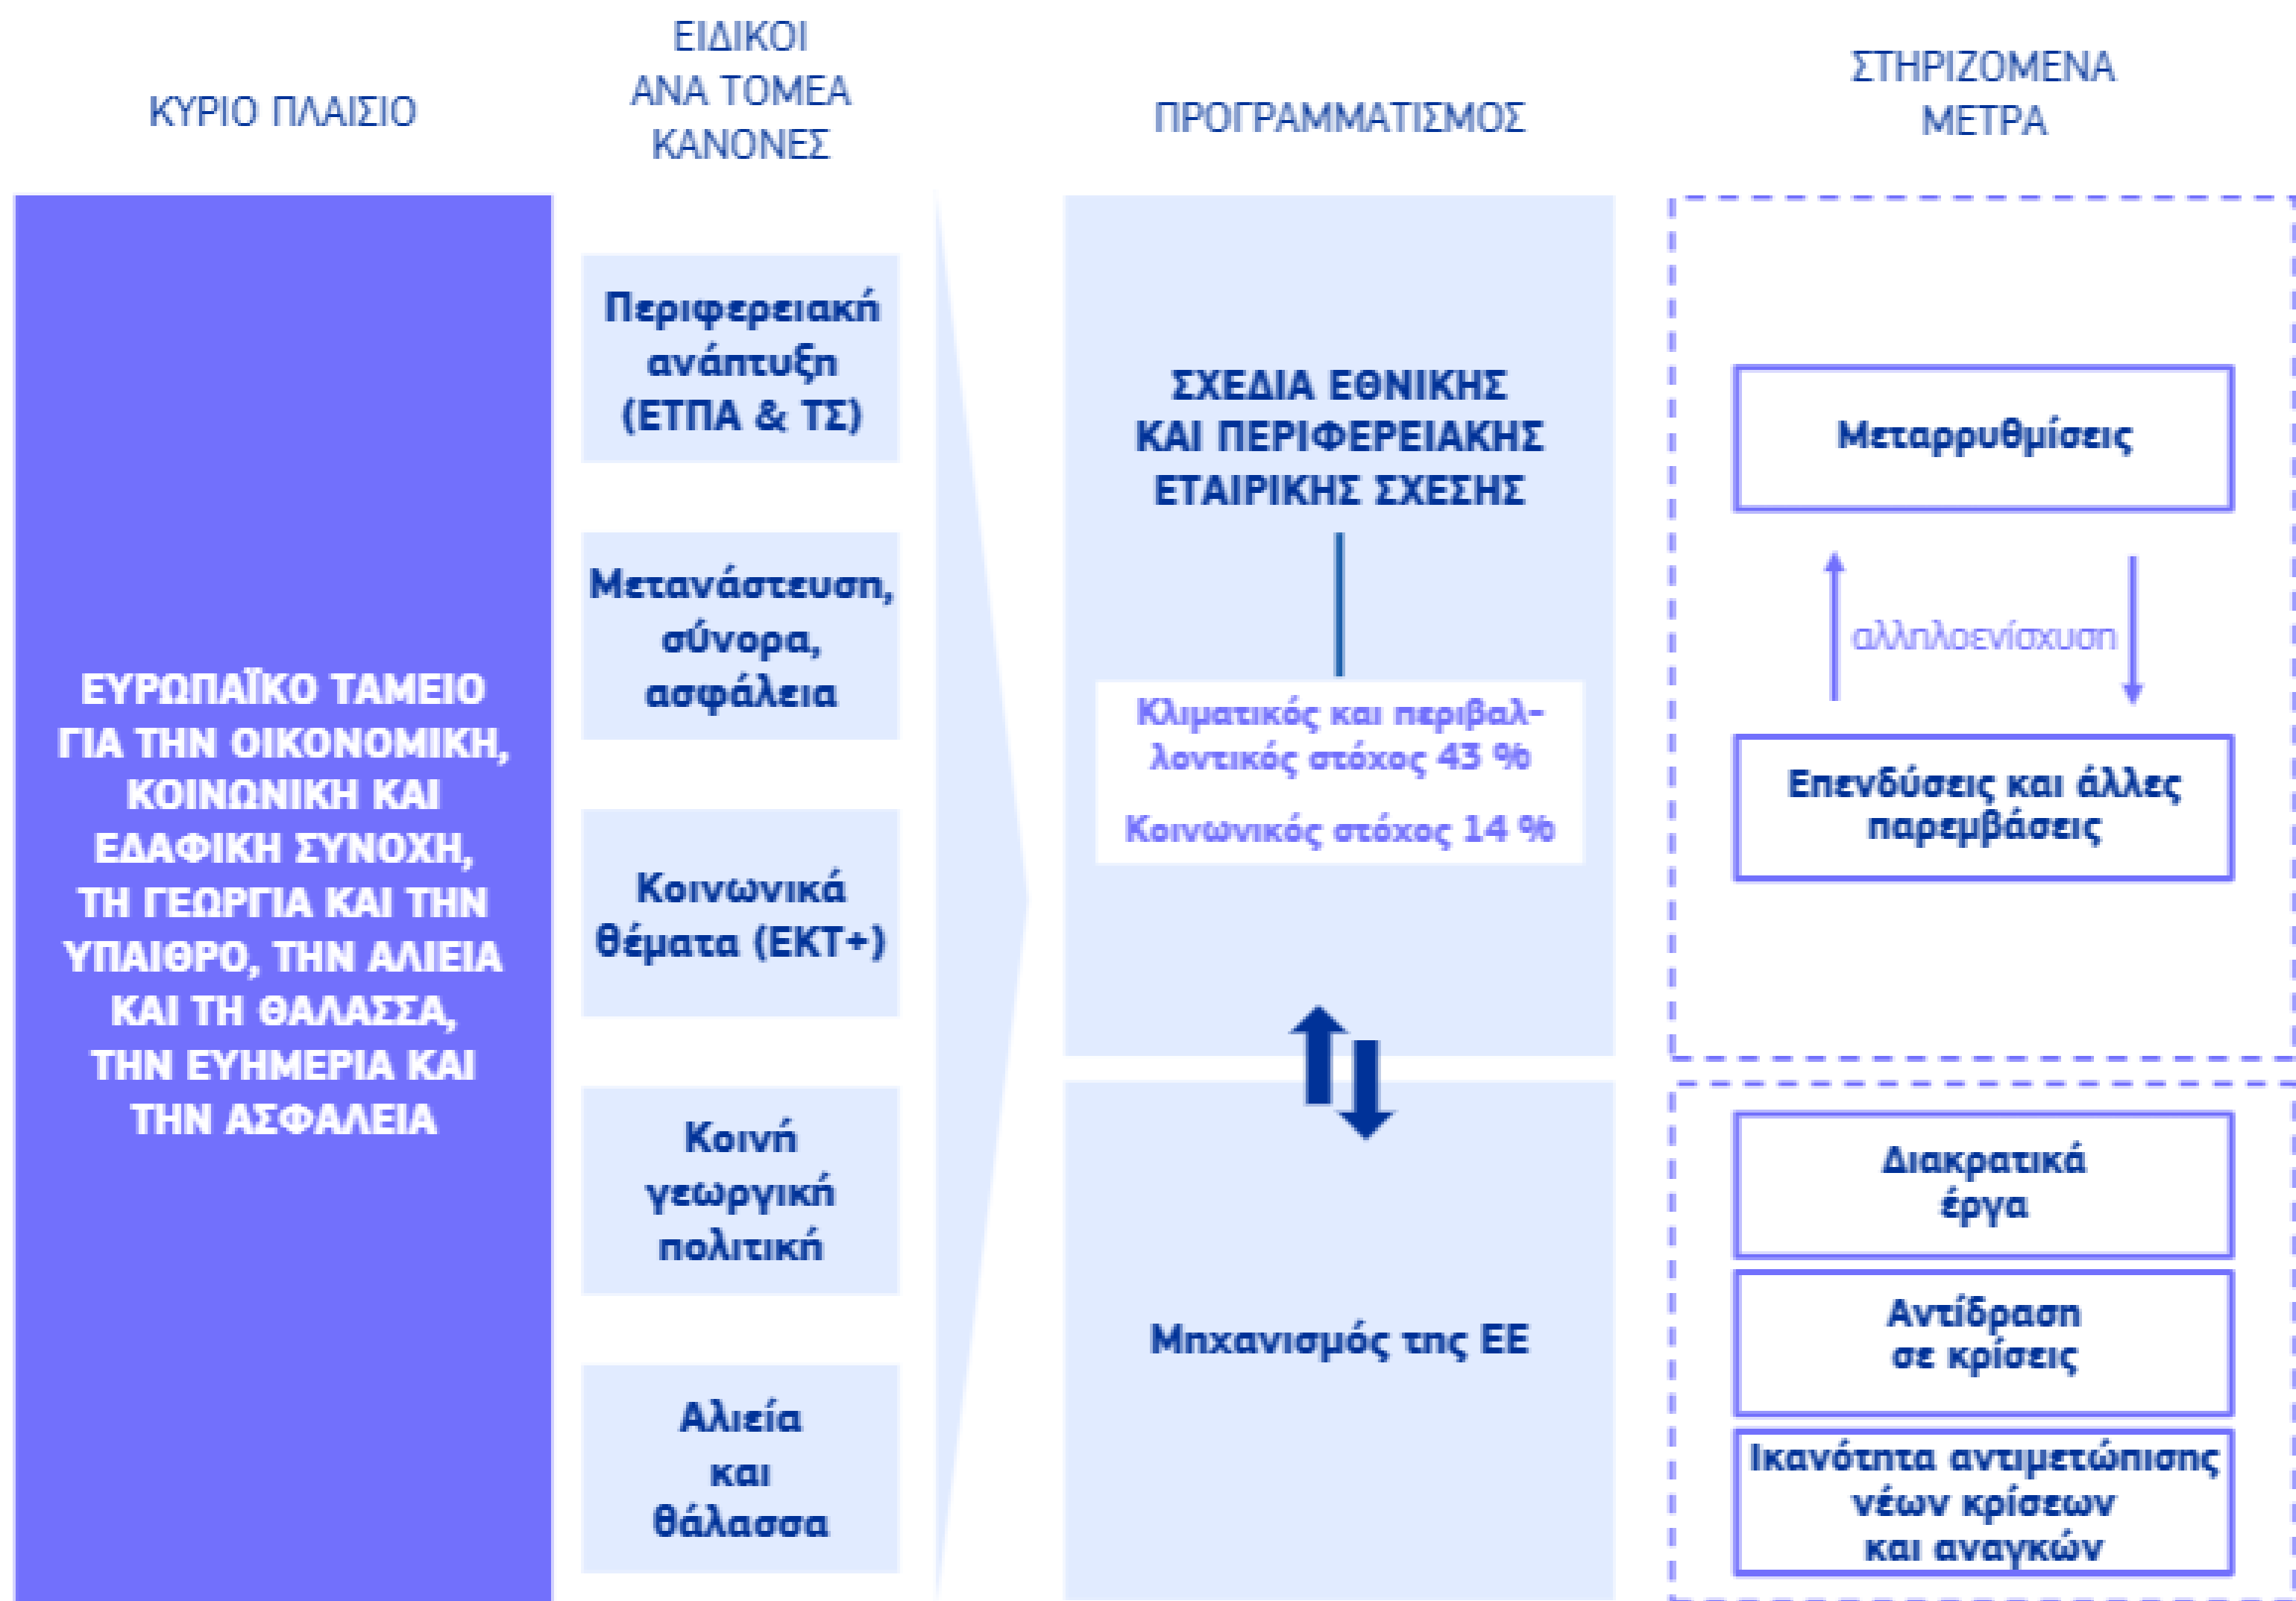 ΚΥΡΙΟ ΠΛΑΙΣΙΟ
ΕΙΔΙΚΟΙ
ΑΝΑ ΤΟΜΕΑ
ΚΑΝΟΝΕΣ
ΠΡΟΓΡΑΜΜΑΤΙΣΜΟΣ
ΣΤΗΡΙΖΟΜΕΝΑ
ΜΕΤΡΑ
ΕΥΡΩΠΑΪΚΟ ΤΑΜΕΙΟ
ΓΙΑ ΤΗΝ ΟΙΚΟΝΟΜΙΚΗ,
ΚΟΙΝΩΝΙΚΗ ΚΑΙ
ΕΔΑΦΙΚΗ ΣΥΝΟΧΗ,
ΤΗ ΓΕΩΡΓΙΑ ΚΑΙ ΤΗΝ
ΥΠΑΙΘΡΟ, ΤΗΝ ΑΛΙΕΙΑ
ΚΑΙ ΤΗ ΘΑΛΑΣΣΑ,
ΤΗΝ ΕΥΗΜΕΡΙΑ ΚΑΙ
ΤΗΝ ΑΣΦΑΛΕΙΑ
Περιφερειακή
ανάπτυξη
(ΕΤΠΑ & ΤΣ)
Μετανάστευση,
σύνορα,
ασφάλεια
Κοινωνικά
θέματα (ΕΚΤ+)
Κοινή
γεωργική
πολιτική
Αλιεία
και
θάλασσα
ΣΧΕΔΙΑ ΕΘΝΙΚΗΣ
ΚΑΙ ΠΕΡΙΦΕΡΕΙΑΚΗΣ
ΕΤΑΙΡΙΚΗΣ ΣΧΕΣΗΣ
Κλιματικός και περιβαλ-
λοντικός στόχος 43 %
Κοινωνικός στόχος 14 %
Μηχανισμός της ΕΕ
Μεταρρυθμίσεις
αλληλοενίσχυση
Επενδύσεις και άλλες
παρεμβάσεις
Διακρατικά
έργα
Αντίδραση
σε κρίσεις
Ικανότητα αντιμετώπισης
νέων κρίσεων
και αναγκών